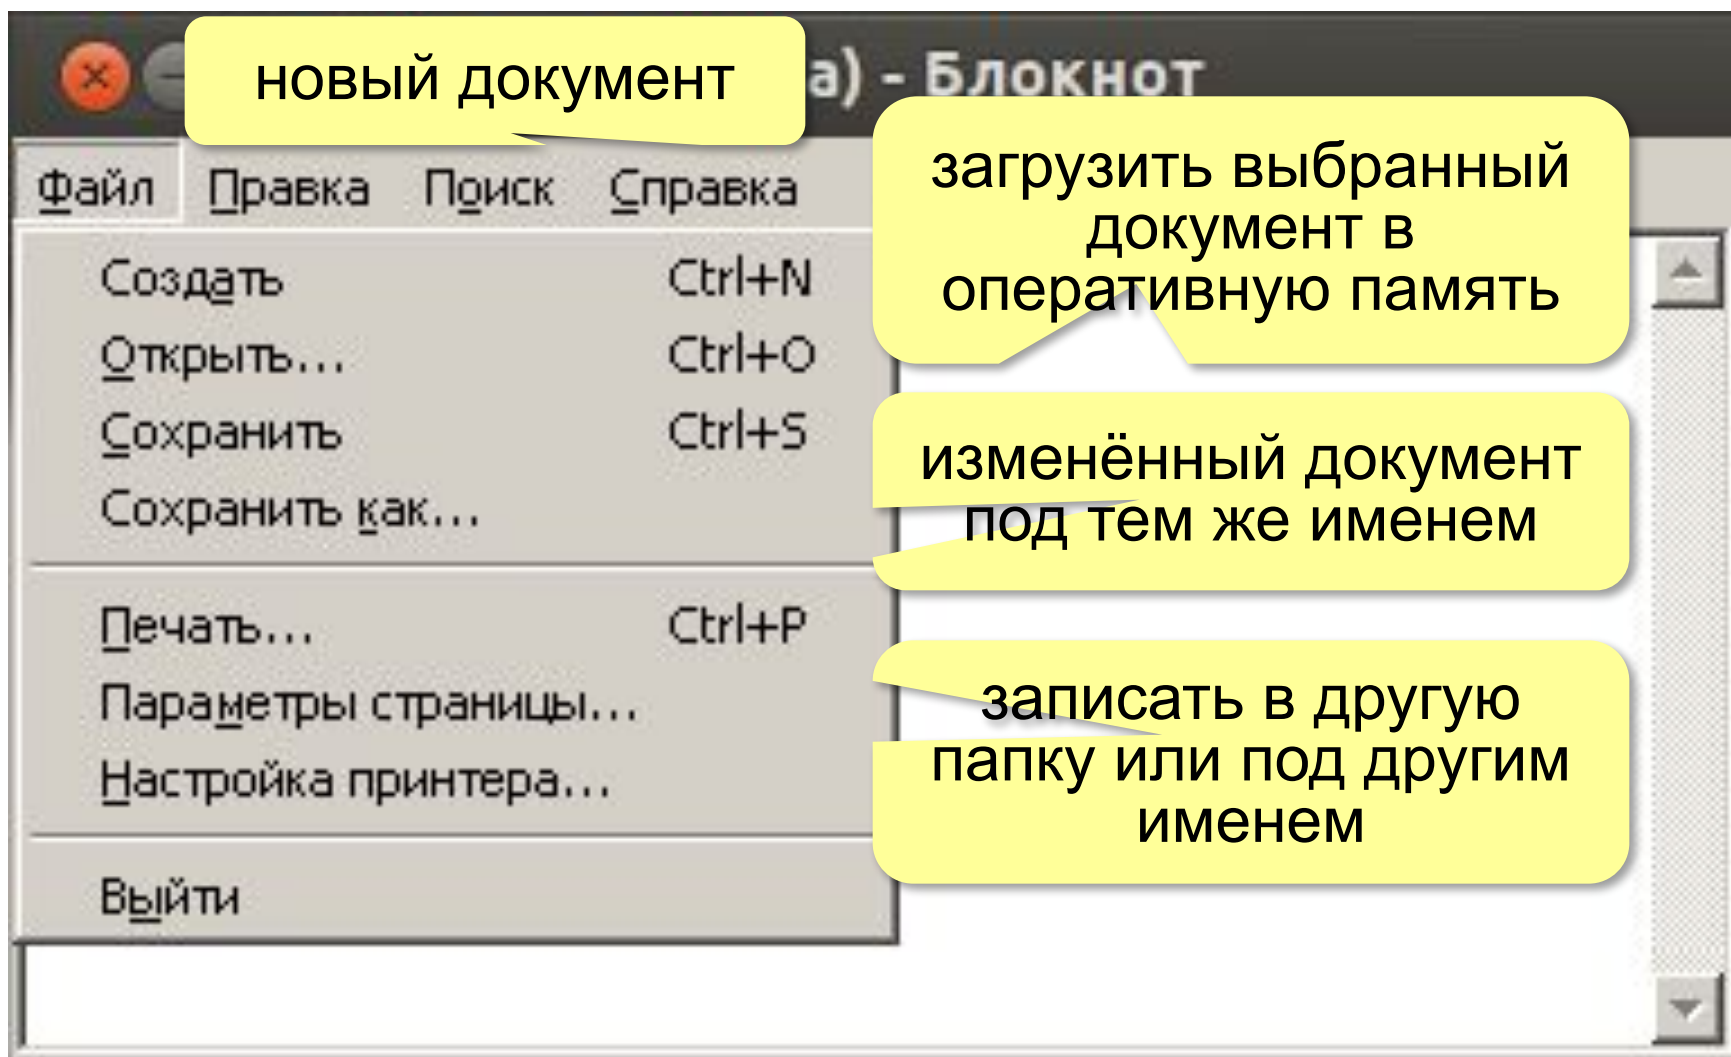 новый документ
а) - Блокнот
загрузить выбранный
документ в
оперативную память
Файл Правка Поиск Справка
Создать Ctrl+N
Открыть... Ctrl+O
Сохранить Ctrl+S
Сохранить как...
изменённый документ
под тем же именем
Печать... Ctrl+P
Параметры страницы...
Настройка принтера...
записать в другую
папку или под другим
именем
Выйти